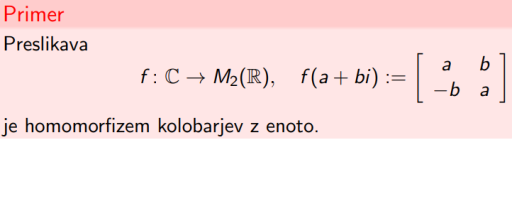 Primer
Preslikava
f : ℂ → M₂(ℝ), f(a + bi) := [ a b
−b a ]
je homomorfizem kolobarjev z enoto.